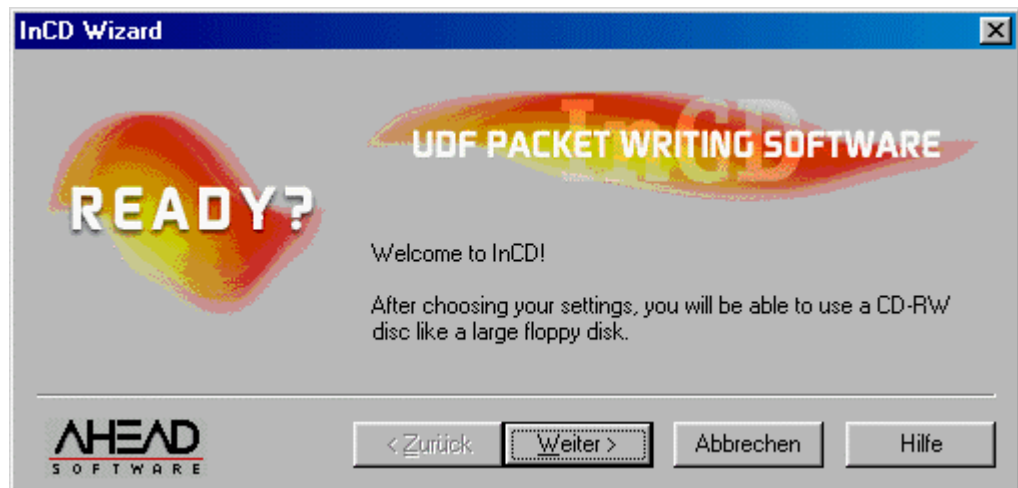 InCD Wizard
InCD
UDF PACKET WRITING SOFTWARE
READY?
Welcome to InCD!
After choosing your settings, you will be able to use a CD-RW
disc like a large floppy disk.
AHEAD
SOFTWARE
< Zurück
Weiter >
Abbrechen
Hilfe